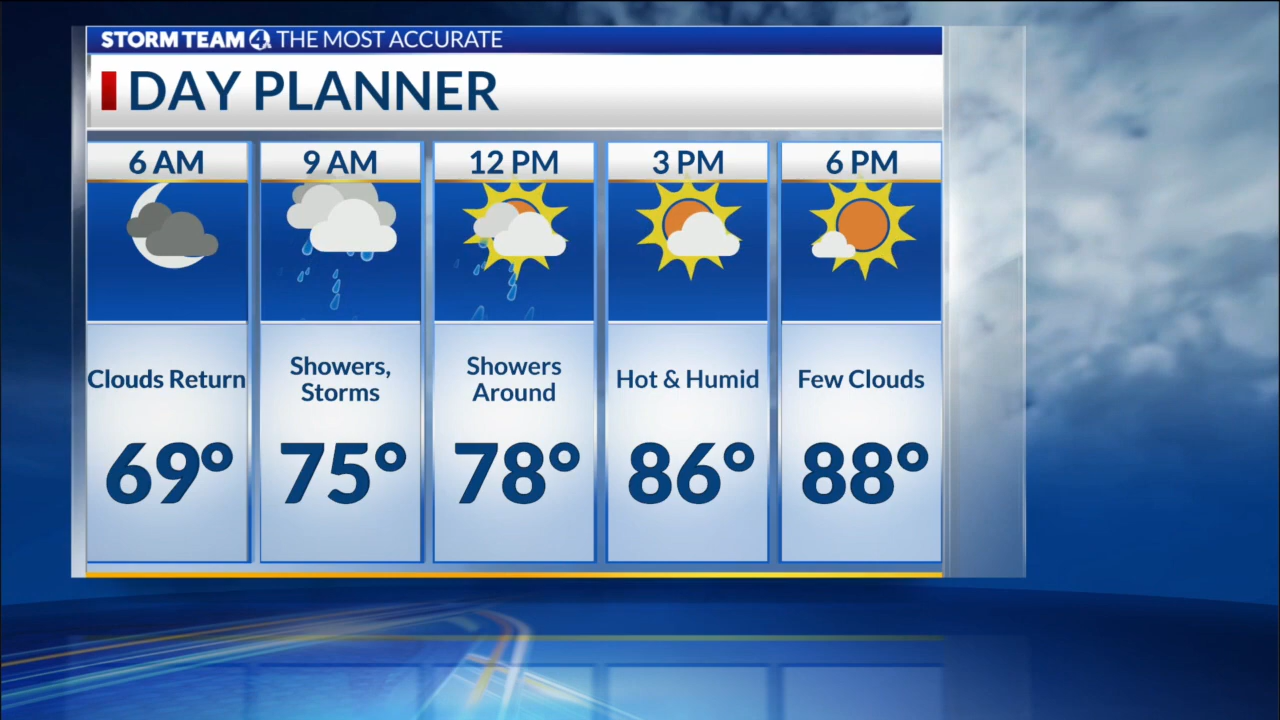 STORM TEAM 4 THE MOST ACCURATE
DAY PLANNER
6 AM
9 AM
12 PM
3 PM
6 PM
Clouds Return
Showers,
Storms
Showers
Around
Hot & Humid
Few Clouds
69°
75°
78°
86°
88°